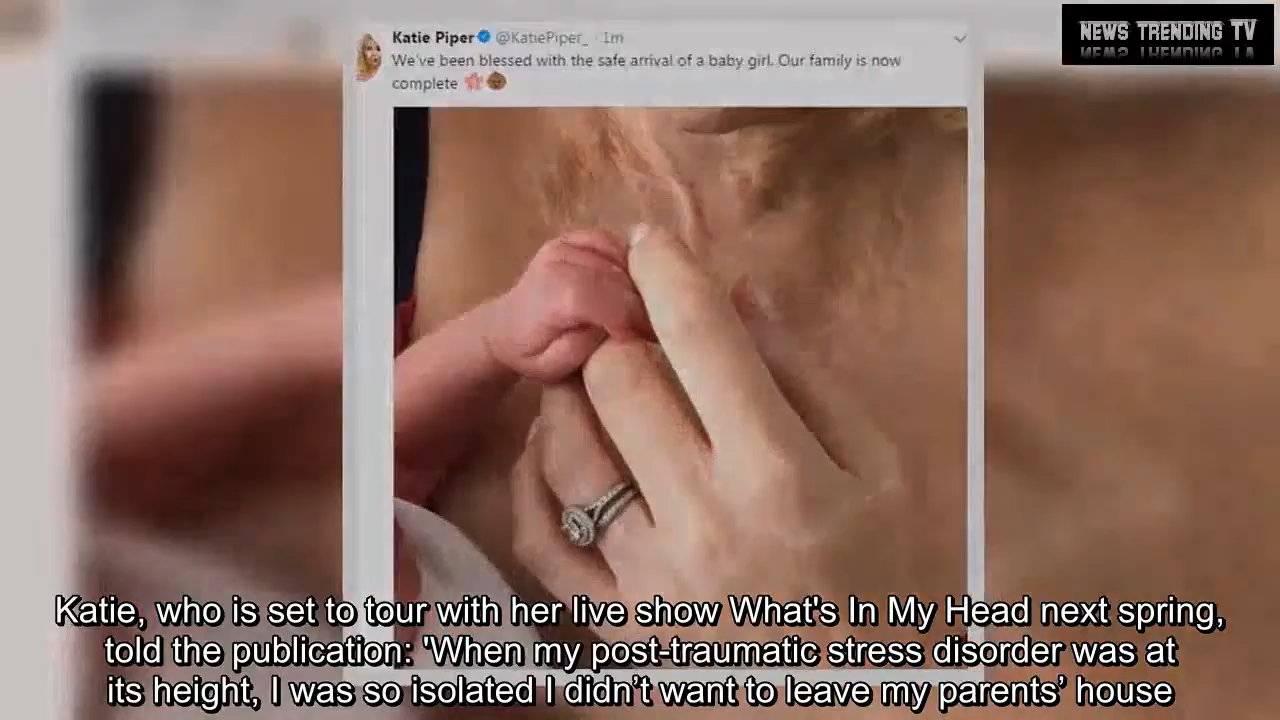 Katie Piper @KatiePiper_ · 1m
We've been blessed with the safe arrival of a baby girl. Our family is now
complete
NEWS TRENDING TV
Katie, who is set to tour with her live show What's In My Head next spring,
told the publication: 'When my post-traumatic stress disorder was at
its height, I was so isolated I didn’t want to leave my parents’ house